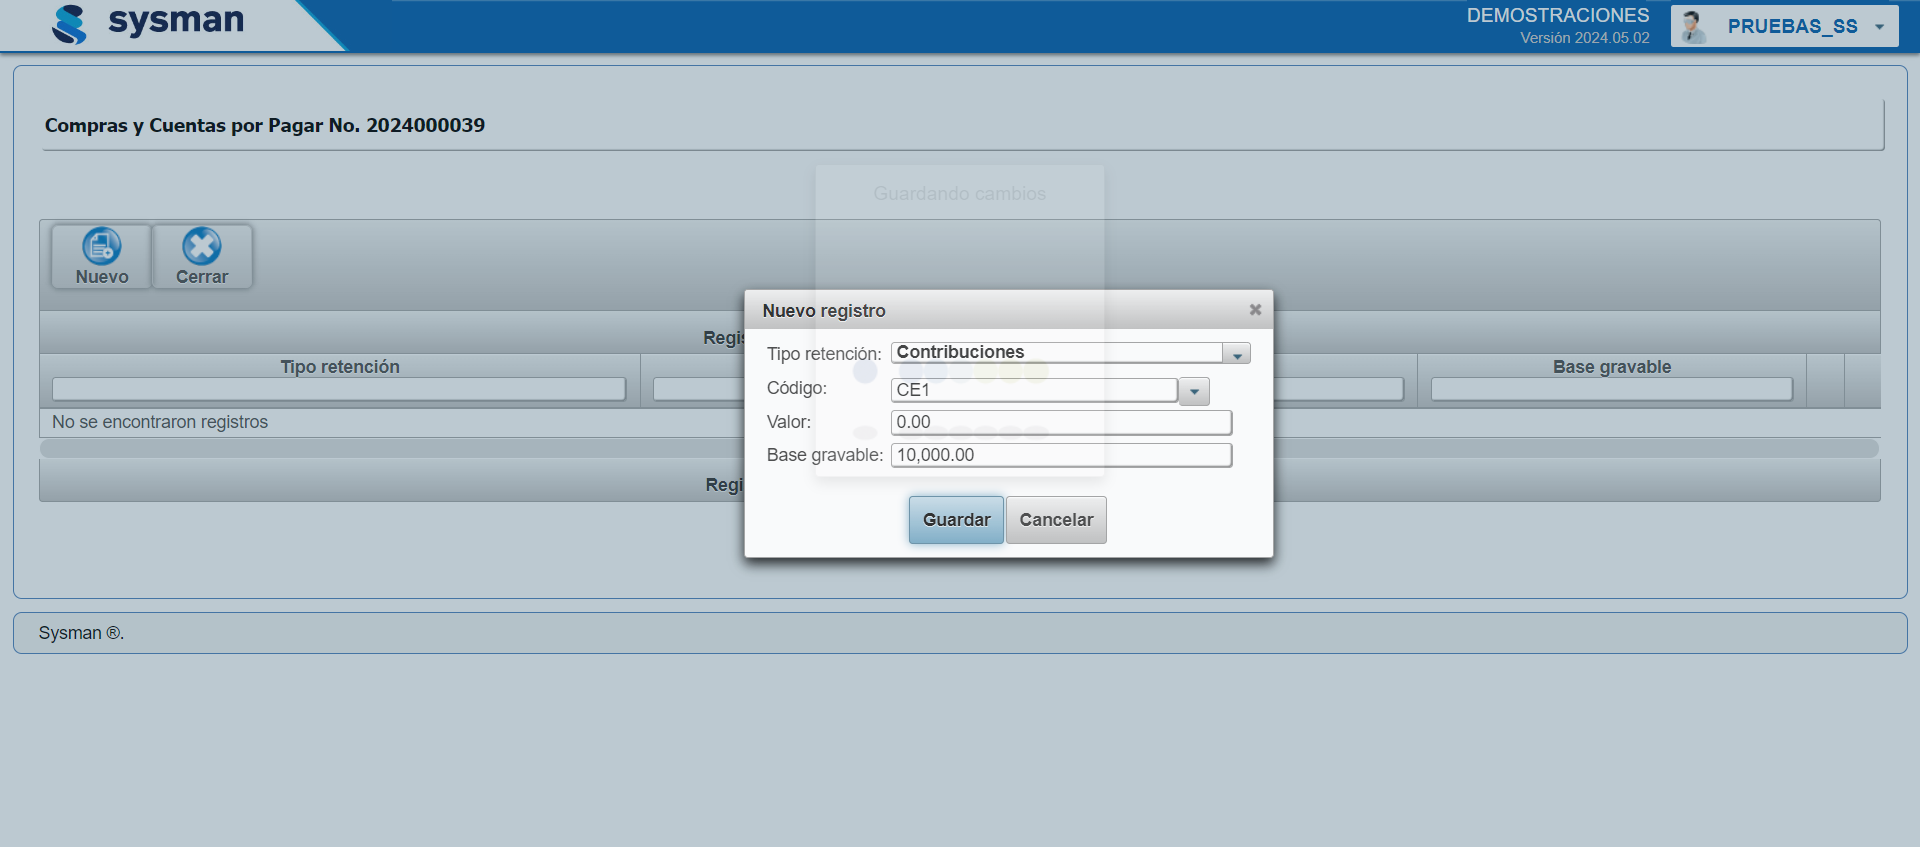 sysman
DEMOSTRACIONES
Versión 2024.05.02
PRUEBAS_SS
Compras y Cuentas por Pagar No. 2024000039
Guardando cambios
Nuevo
Cerrar
Nuevo registro
Tipo retención: Contribuciones
Código: CE1
Valor: 0.00
Base gravable: 10,000.00
Guardar Cancelar
Tipo retención
Base gravable
No se encontraron registros
Sysman ®.